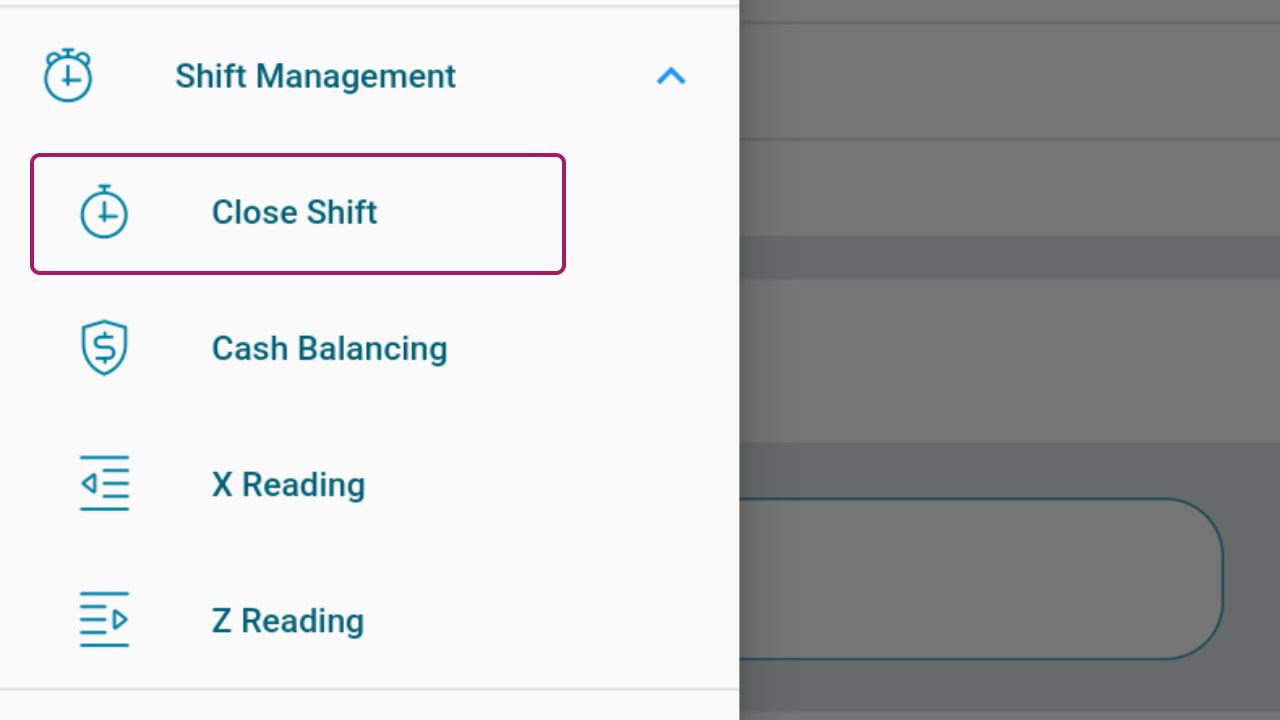 Shift Management
Close Shift
Cash Balancing
X Reading
Z Reading